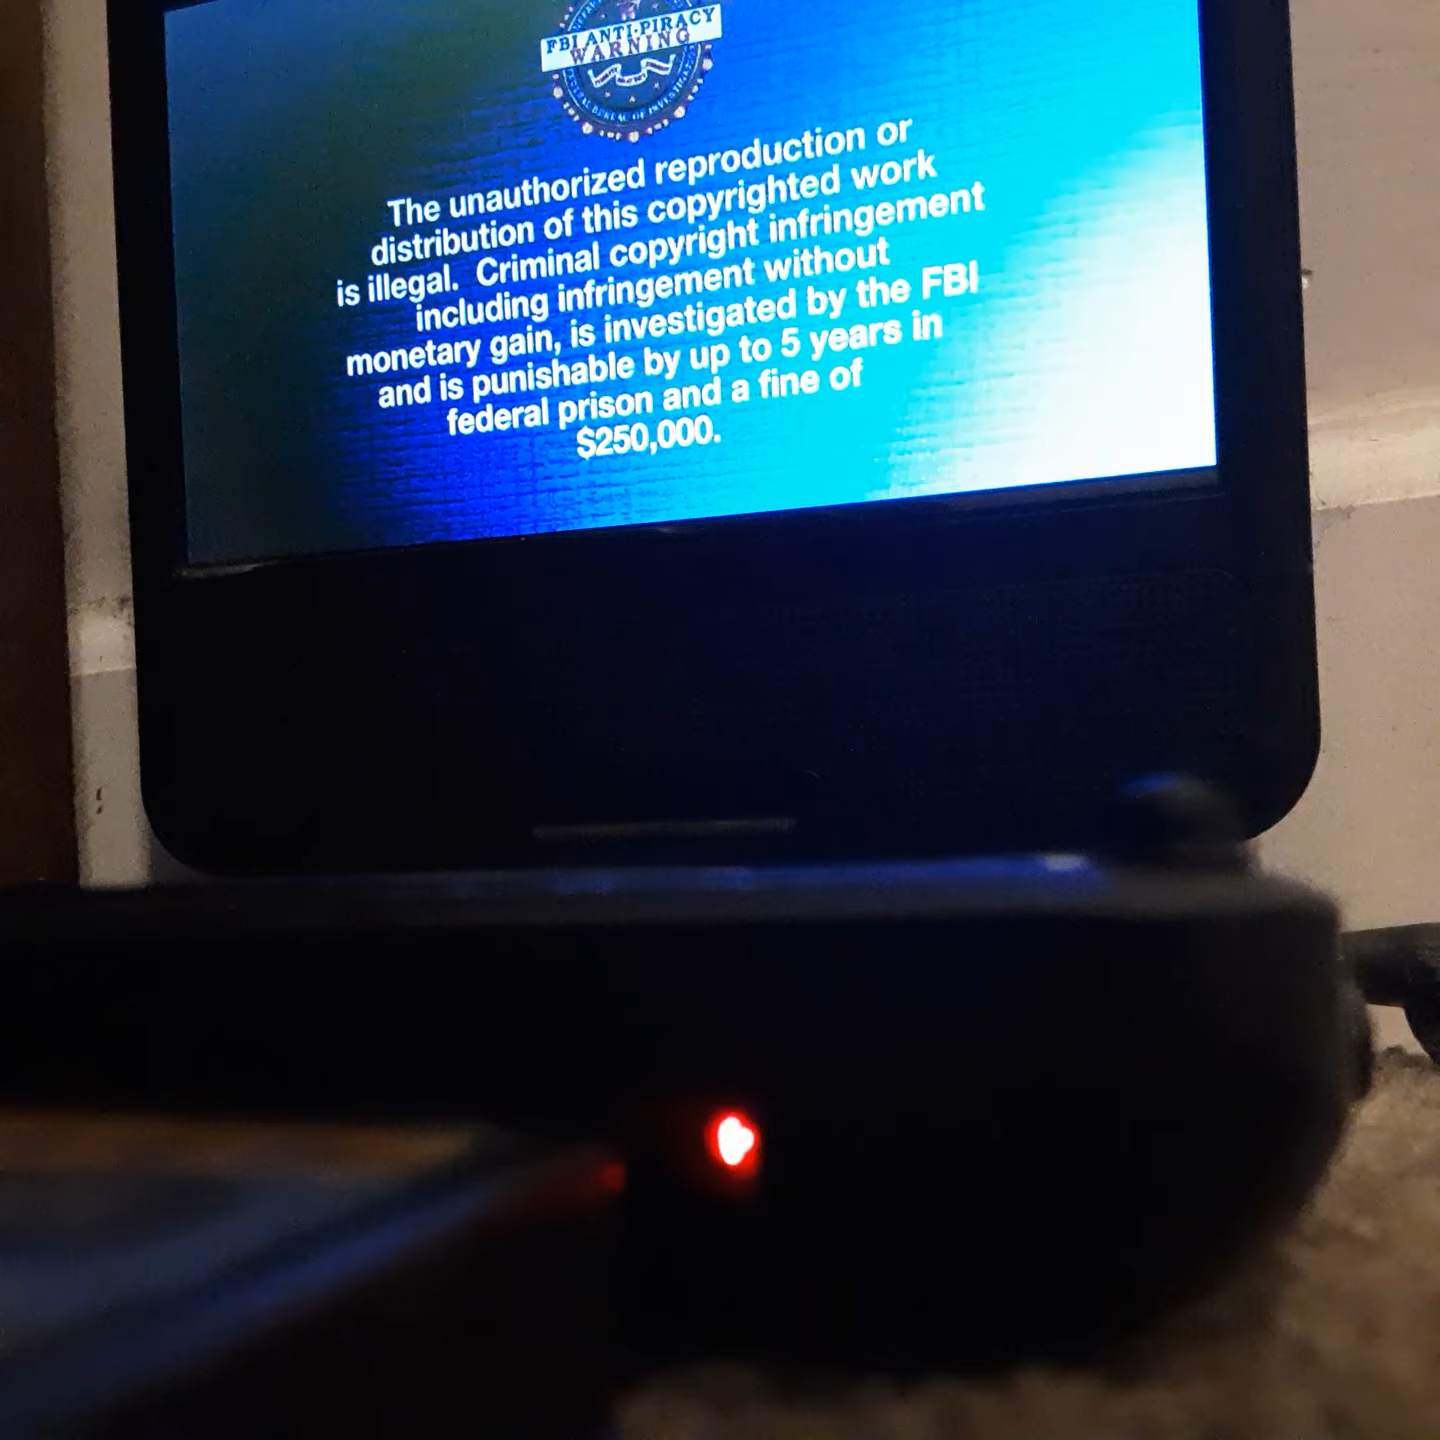 FBI ANTI-PIRACY
WARNING
The unauthorized reproduction or
distribution of this copyrighted work
is illegal. Criminal copyright infringement
including infringement without
monetary gain, is investigated by the FBI
and is punishable by up to 5 years in
federal prison and a fine of
$250,000.